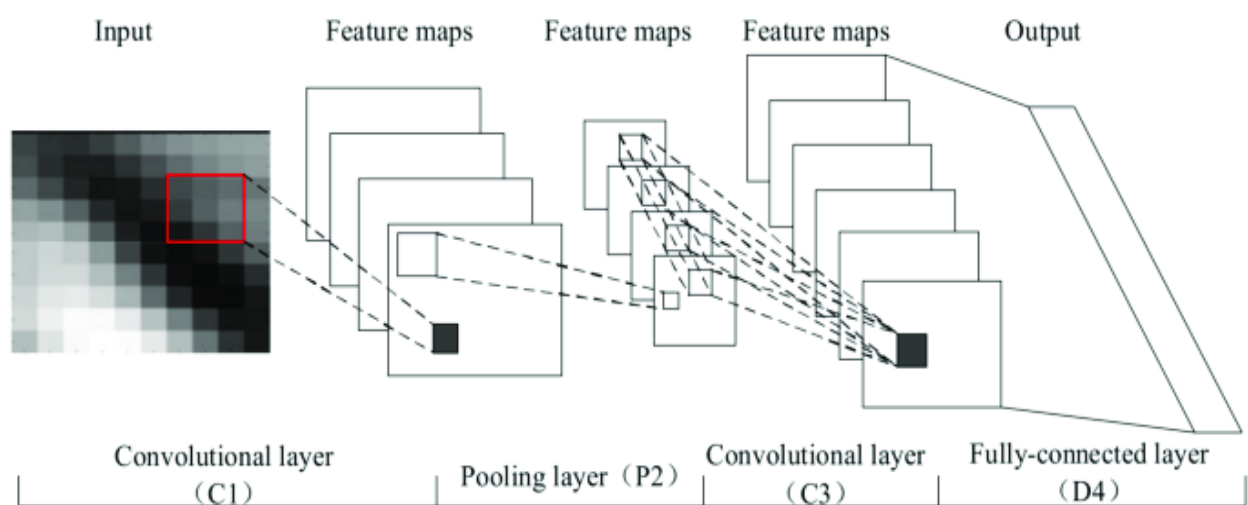 Input
Feature maps
Feature maps
Feature maps
Output
Convolutional layer
（C1）
Pooling layer（P2）
Convolutional layer
（C3）
Fully-connected layer
（D4）